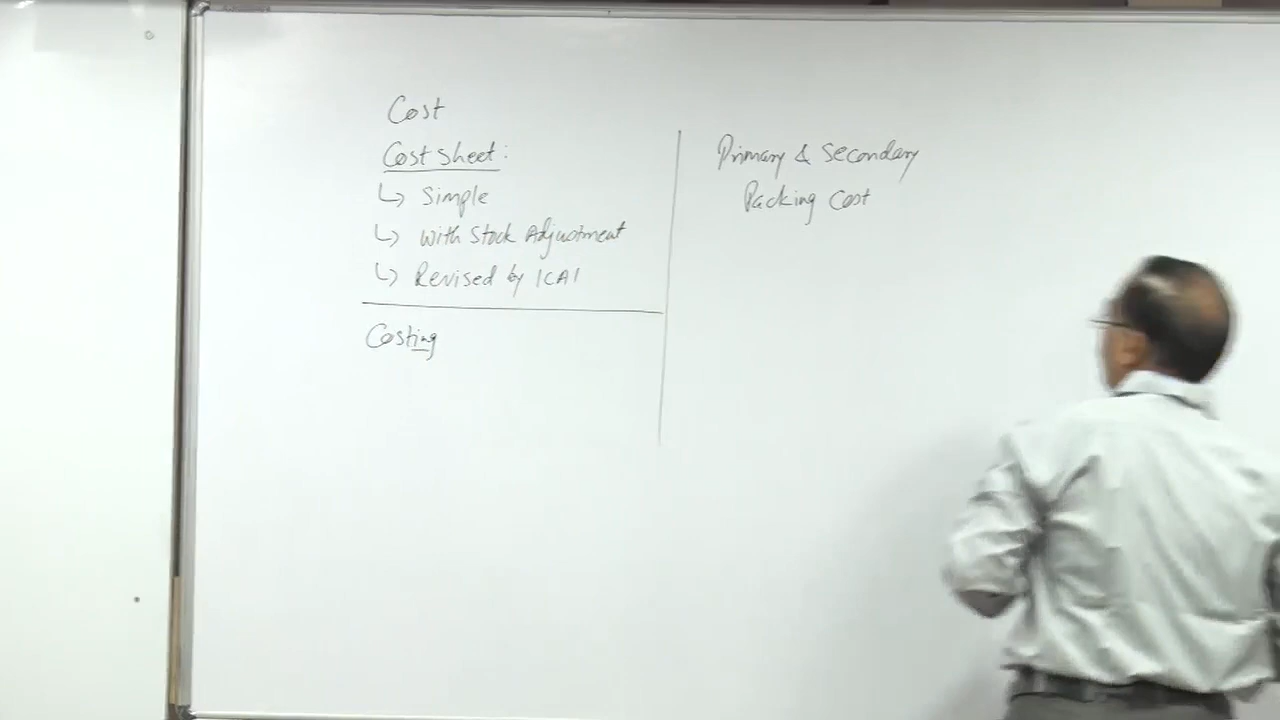 Cost
Cost sheet:
↳ Simple
↳ With Stock Adjustment
↳ Revised by ICAI
Costing
Primary & Secondary
Packing Cost